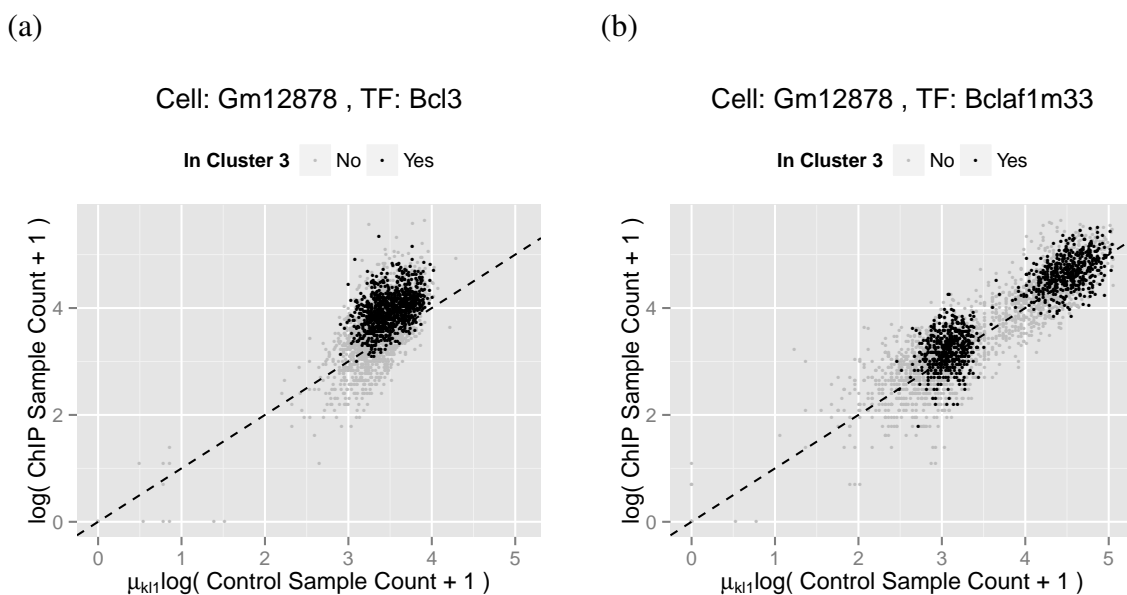 (a)
Cell: Gm12878 , TF: Bcl3
In Cluster 3 No Yes
log( ChIP Sample Count + 1 )
4
2
0
0 1 2 3 4 5
μkl1log( Control Sample Count + 1 )
(b)
Cell: Gm12878 , TF: Bclaf1m33
In Cluster 3 No Yes
log( ChIP Sample Count + 1 )
4
2
0
0 1 2 3 4 5
μkl1log( Control Sample Count + 1 )